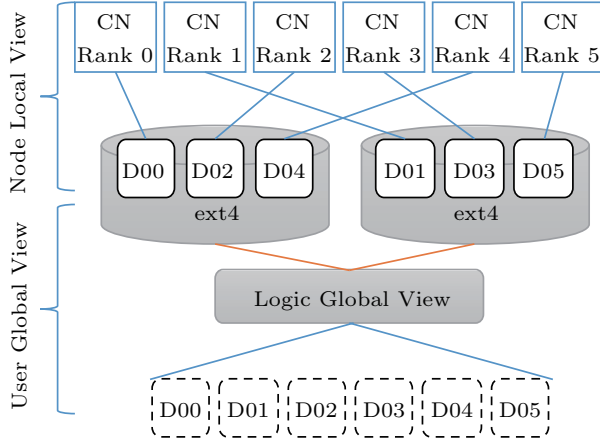 Node Local View
CN CN CN CN CN CN
Rank 0 Rank 1 Rank 2 Rank 3 Rank 4 Rank 5
D00 D02 D04 D01 D03 D05
ext4 ext4
User Global View
Logic Global View
D00 D01 D02 D03 D04 D05